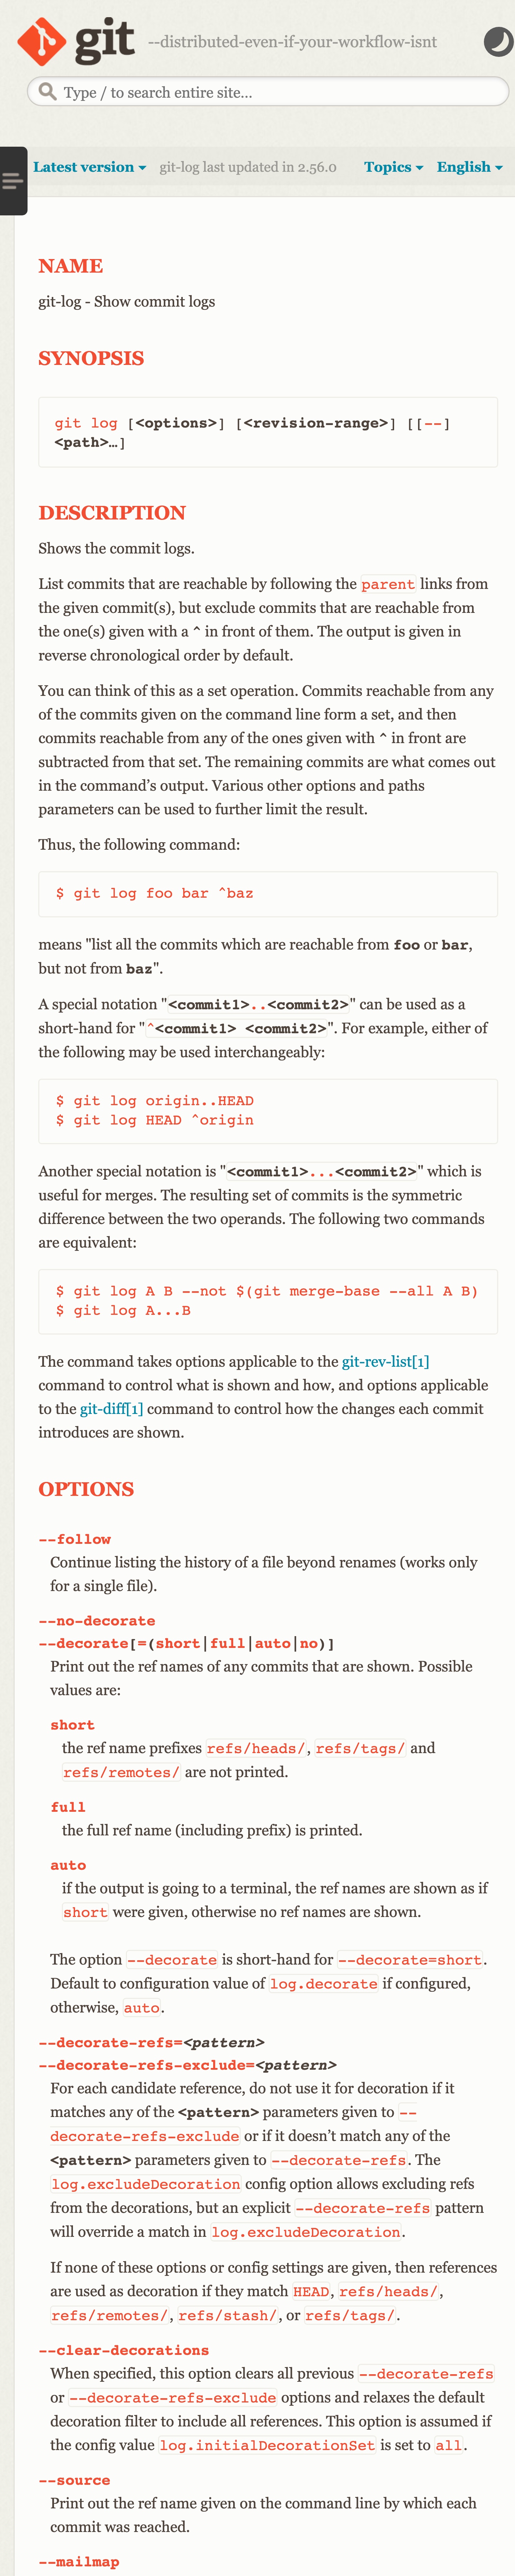 git --distributed-even-if-your-workflow-isnt
Type / to search entire site...
Latest version git-log last updated in 2.56.0 Topics English
NAME
git-log - Show commit logs
SYNOPSIS
git log [<options>] [<revision-range>] [[--]
<path>…]
DESCRIPTION
Shows the commit logs.
List commits that are reachable by following the parent links from
the given commit(s), but exclude commits that are reachable from
the one(s) given with a ^ in front of them. The output is given in
reverse chronological order by default.
You can think of this as a set operation. Commits reachable from any
of the commits given on the command line form a set, and then
commits reachable from any of the ones given with ^ in front are
subtracted from that set. The remaining commits are what comes out
in the command’s output. Various other options and paths
parameters can be used to further limit the result.
Thus, the following command:
$ git log foo bar ^baz
means "list all the commits which are reachable from foo or bar,
but not from baz".
A special notation "<commit1>..<commit2>" can be used as a
short-hand for "^<commit1> <commit2>". For example, either of
the following may be used interchangeably:
$ git log origin..HEAD
$ git log HEAD ^origin
Another special notation is "<commit1>...<commit2>" which is
useful for merges. The resulting set of commits is the symmetric
difference between the two operands. The following two commands
are equivalent:
$ git log A B --not $(git merge-base --all A B)
$ git log A...B
The command takes options applicable to the git-rev-list[1]
command to control what is shown and how, and options applicable
to the git-diff[1] command to control how the changes each commit
introduces are shown.
OPTIONS
--follow
Continue listing the history of a file beyond renames (works only
for a single file).
--no-decorate
--decorate[=(short|full|auto|no)]
Print out the ref names of any commits that are shown. Possible
values are:
short
the ref name prefixes refs/heads/, refs/tags/ and
refs/remotes/ are not printed.
full
the full ref name (including prefix) is printed.
auto
if the output is going to a terminal, the ref names are shown as if
short were given, otherwise no ref names are shown.
The option --decorate is short-hand for --decorate=short.
Default to configuration value of log.decorate if configured,
otherwise, auto.
--decorate-refs=<pattern>
--decorate-refs-exclude=<pattern>
For each candidate reference, do not use it for decoration if it
matches any of the <pattern> parameters given to --
decorate-refs-exclude or if it doesn’t match any of the
<pattern> parameters given to --decorate-refs. The
log.excludeDecoration config option allows excluding refs
from the decorations, but an explicit --decorate-refs pattern
will override a match in log.excludeDecoration.
If none of these options or config settings are given, then references
are used as decoration if they match HEAD, refs/heads/,
refs/remotes/, refs/stash/, or refs/tags/.
--clear-decorations
When specified, this option clears all previous --decorate-refs
or --decorate-refs-exclude options and relaxes the default
decoration filter to include all references. This option is assumed if
the config value log.initialDecorationSet is set to all.
--source
Print out the ref name given on the command line by which each
commit was reached.
--mailmap